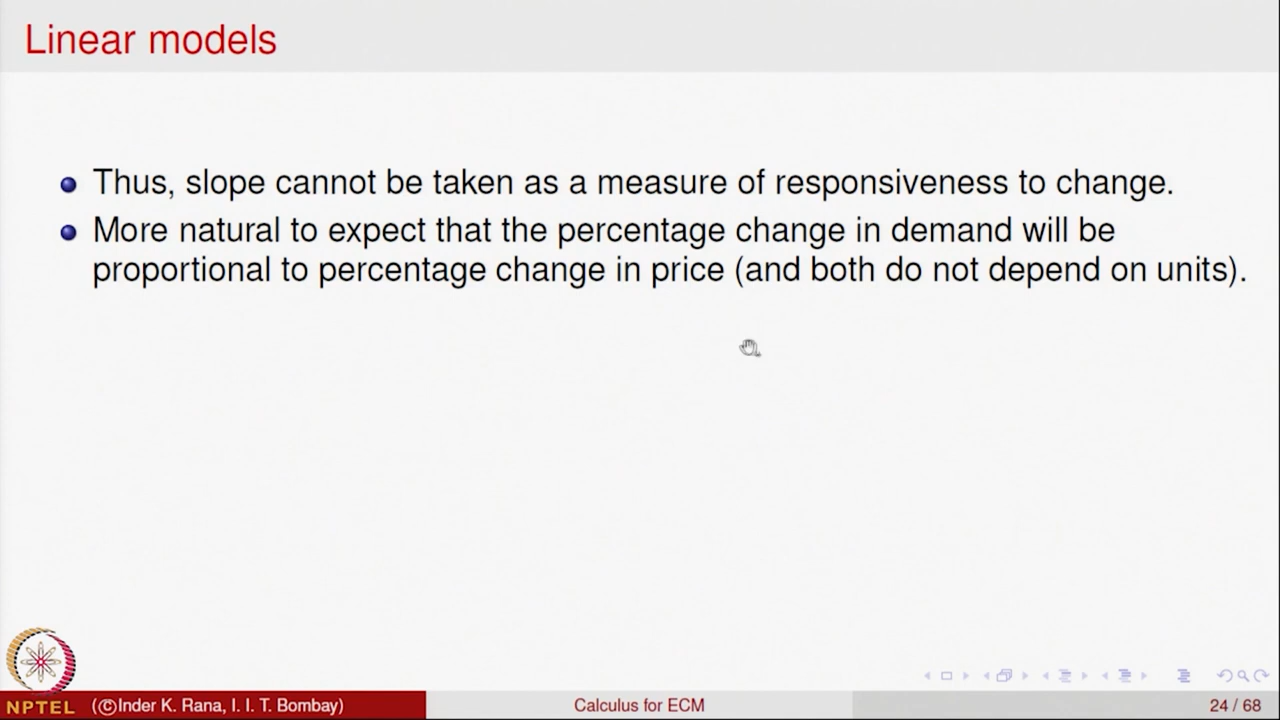 Linear models
Thus, slope cannot be taken as a measure of responsiveness to change.
More natural to expect that the percentage change in demand will be
proportional to percentage change in price (and both do not depend on units).
NPTEL
(©Inder K. Rana, I. I. T. Bombay)
Calculus for ECM
24 / 68